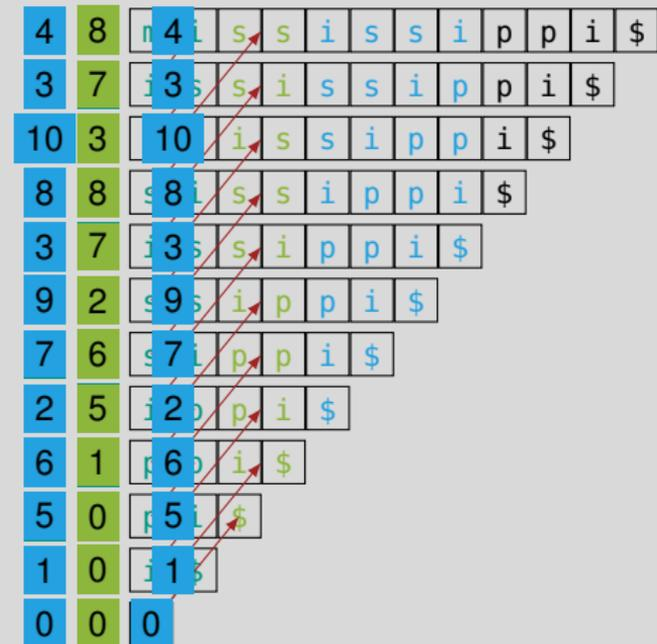 4 8 m 4 i s s i s s i p p i $
3 7 i 3 s s i s s i p p i $
10 3 10 i s s i p p i $
8 8 s 8 i s s i p p i $
3 7 i 3 s s i p p i $
9 2 s 9 s i p p i $
7 6 s 7 i p p i $
2 5 i 2 p p i $
6 1 p 6 p i $
5 0 p 5 i $
1 0 i 1 $
0 0 0